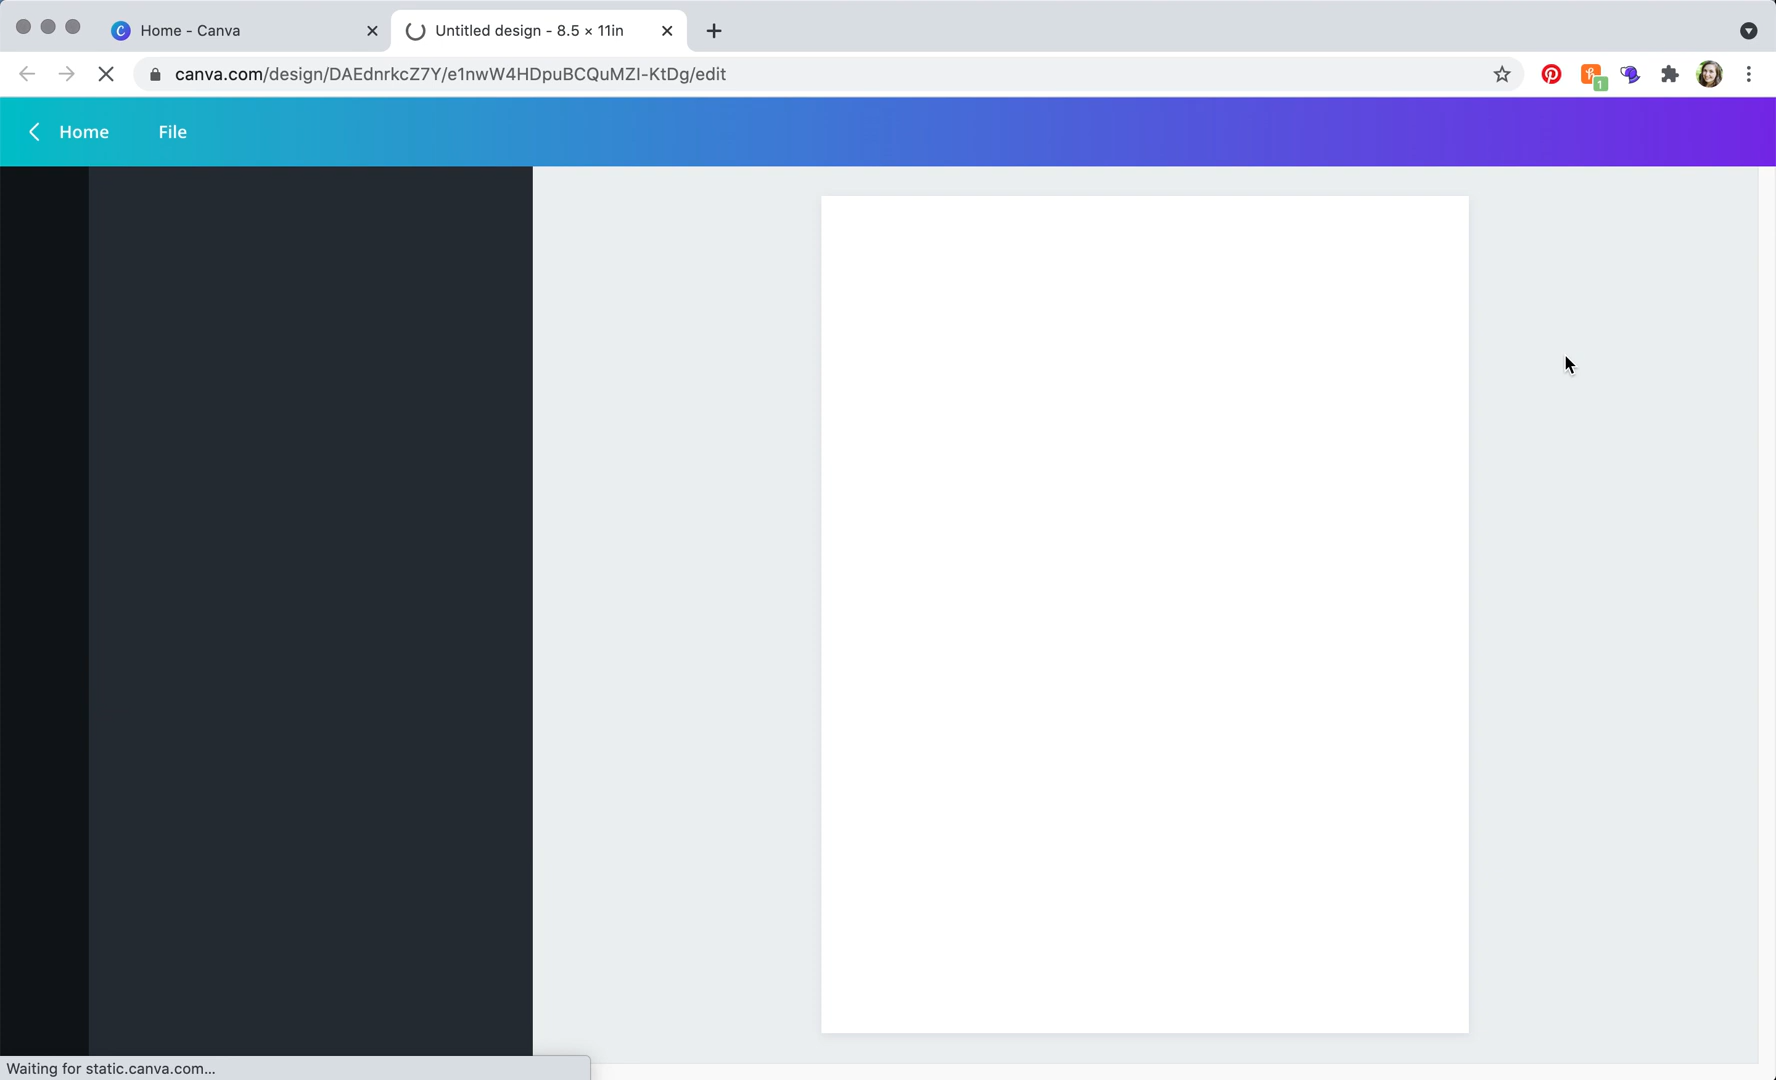 Home - Canva
Untitled design - 8.5 × 11in
canva.com/design/DAEdnrkcZ7Y/e1nwW4HDpuBCQuMZI-KtDg/edit
1
Home
File
Waiting for static.canva.com...